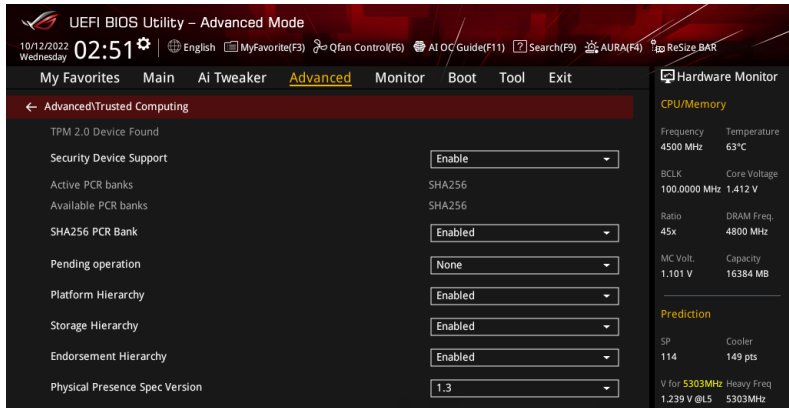 UEFI BIOS Utility – Advanced Mode
10/12/2022 Wednesday 02:51 English MyFavorite(F3) Qfan Control(F6) AI OC Guide(F11) ? Search(F9) AURA(F4) ReSize BAR
My Favorites Main Ai Tweaker Advanced Monitor Boot Tool Exit
Hardware Monitor
← Advanced\Trusted Computing
TPM 2.0 Device Found
Security Device Support Enable
Active PCR banks SHA256
Available PCR banks SHA256
SHA256 PCR Bank Enabled
Pending operation None
Platform Hierarchy Enabled
Storage Hierarchy Enabled
Endorsement Hierarchy Enabled
Physical Presence Spec Version 1.3
CPU/Memory
Frequency Temperature
4500 MHz 63°C
BCLK Core Voltage
100.0000 MHz 1.412 V
Ratio DRAM Freq.
45x 4800 MHz
MC Volt. Capacity
1.101 V 16384 MB
Prediction
SP Cooler
114 149 pts
V for 5303MHz Heavy Freq
1.239 V @L5 5303MHz